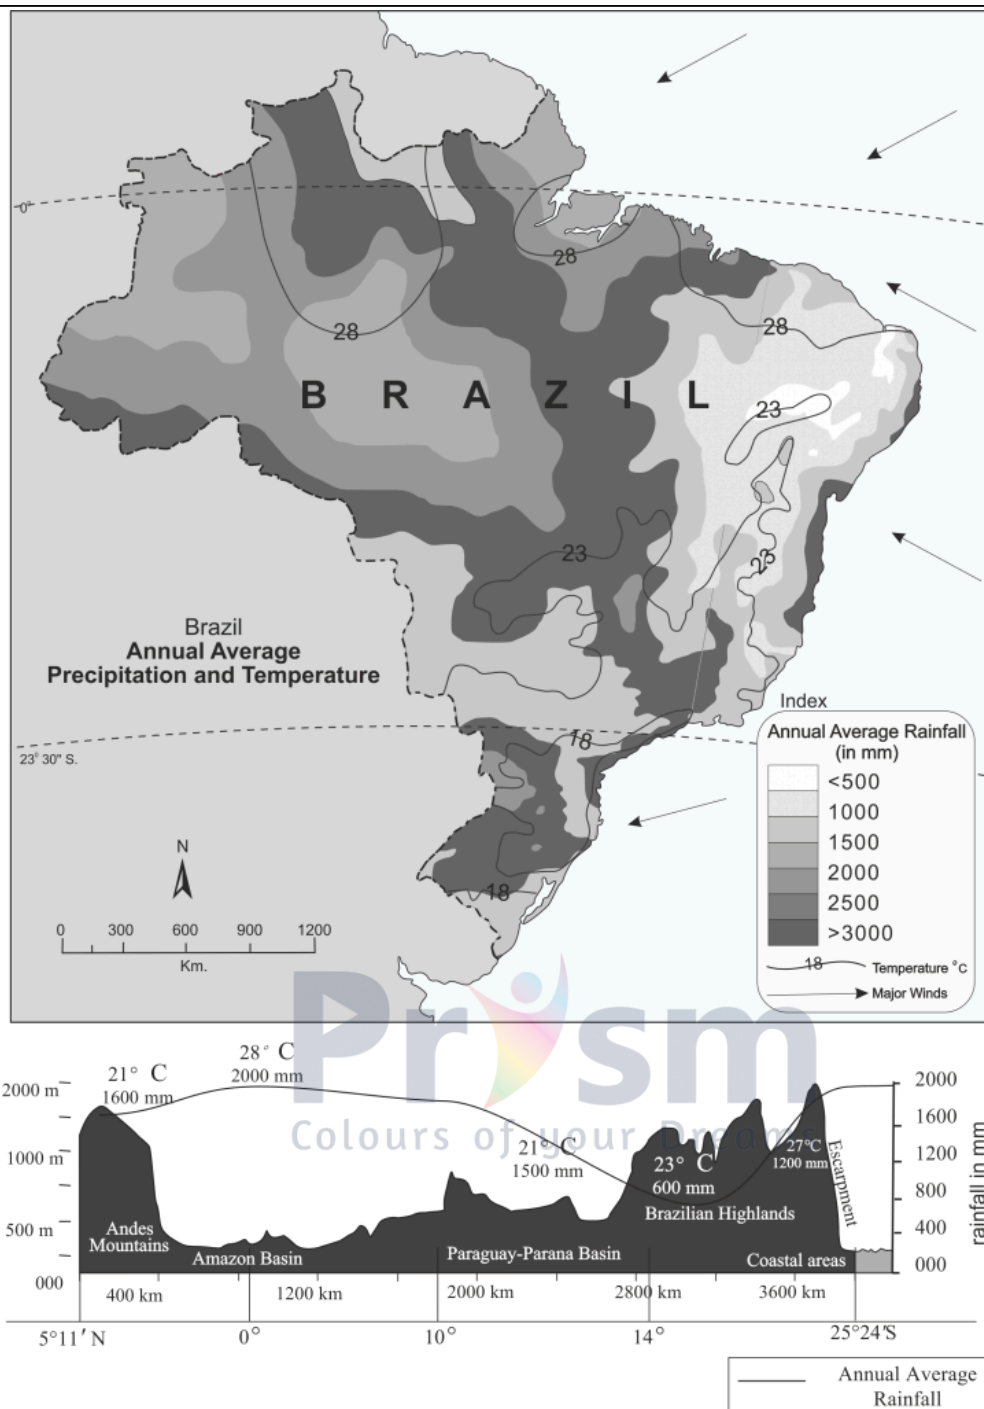 0°
28
28
28
B R A Z I L
23
23
23
Brazil
Annual Average
Precipitation and Temperature
23° 30" S.
18
18
N
0 300 600 900 1200
Km.
Index
Annual Average Rainfall
(in mm)
<500
1000
1500
2000
2500
>3000
18 Temperature °C
Major Winds
Prism
Colours of your Dreams
2000 m
1000 m
500 m
000
21° C
1600 mm
28° C
2000 mm
21° C
1500 mm
23° C
600 mm
27°C
1200 mm
Escarpment
Andes
Mountains
Amazon Basin
Paraguay-Parana Basin
Brazilian Highlands
Coastal areas
2000
1600
1200
800
400
000
rainfall in mm
400 km 1200 km 2000 km 2800 km 3600 km
5°11' N 0° 10° 14° 25°24'S
Annual Average
Rainfall